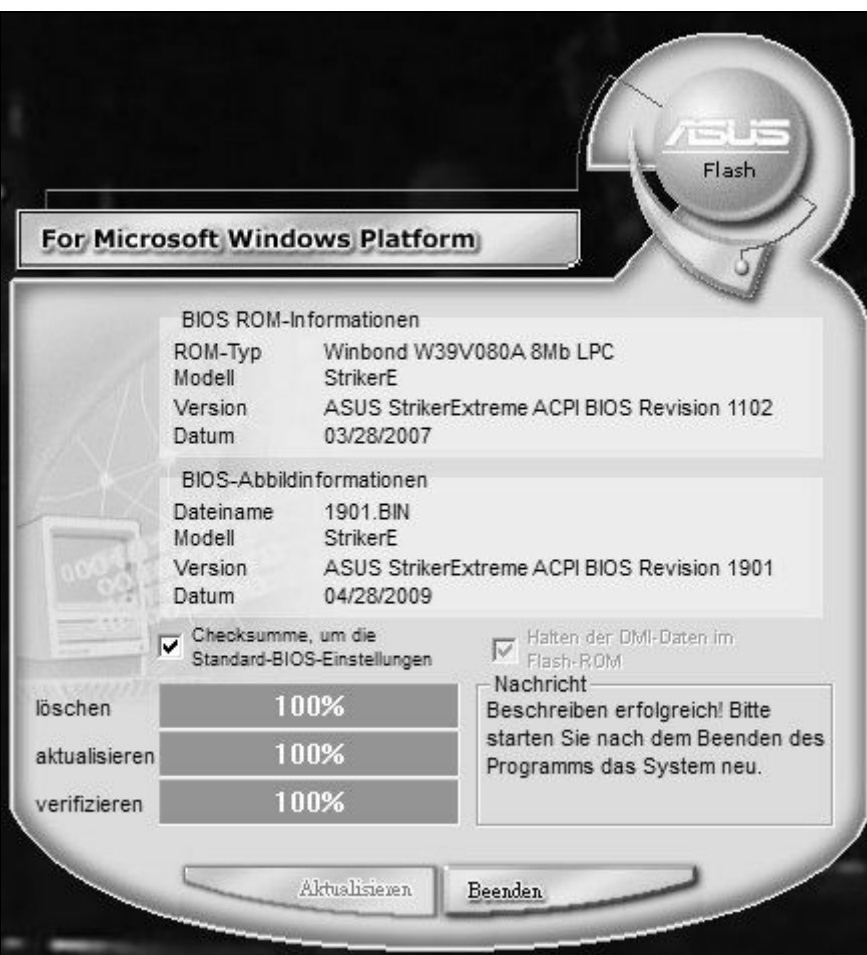 ASUS
Flash
For Microsoft Windows Platform
BIOS ROM-Informationen
ROM-Typ Winbond W39V080A 8Mb LPC
Modell StrikerE
Version ASUS StrikerExtreme ACPI BIOS Revision 1102
Datum 03/28/2007
BIOS-Abbildinformationen
Dateiname 1901.BIN
Modell StrikerE
Version ASUS StrikerExtreme ACPI BIOS Revision 1901
Datum 04/28/2009
Checksumme, um die
Standard-BIOS-Einstellungen
Halten der DMI-Daten im
Flash-ROM
löschen 100%
aktualisieren 100%
verifizieren 100%
Nachricht
Beschreiben erfolgreich! Bitte
starten Sie nach dem Beenden des
Programms das System neu.
Aktualisieren
Beenden